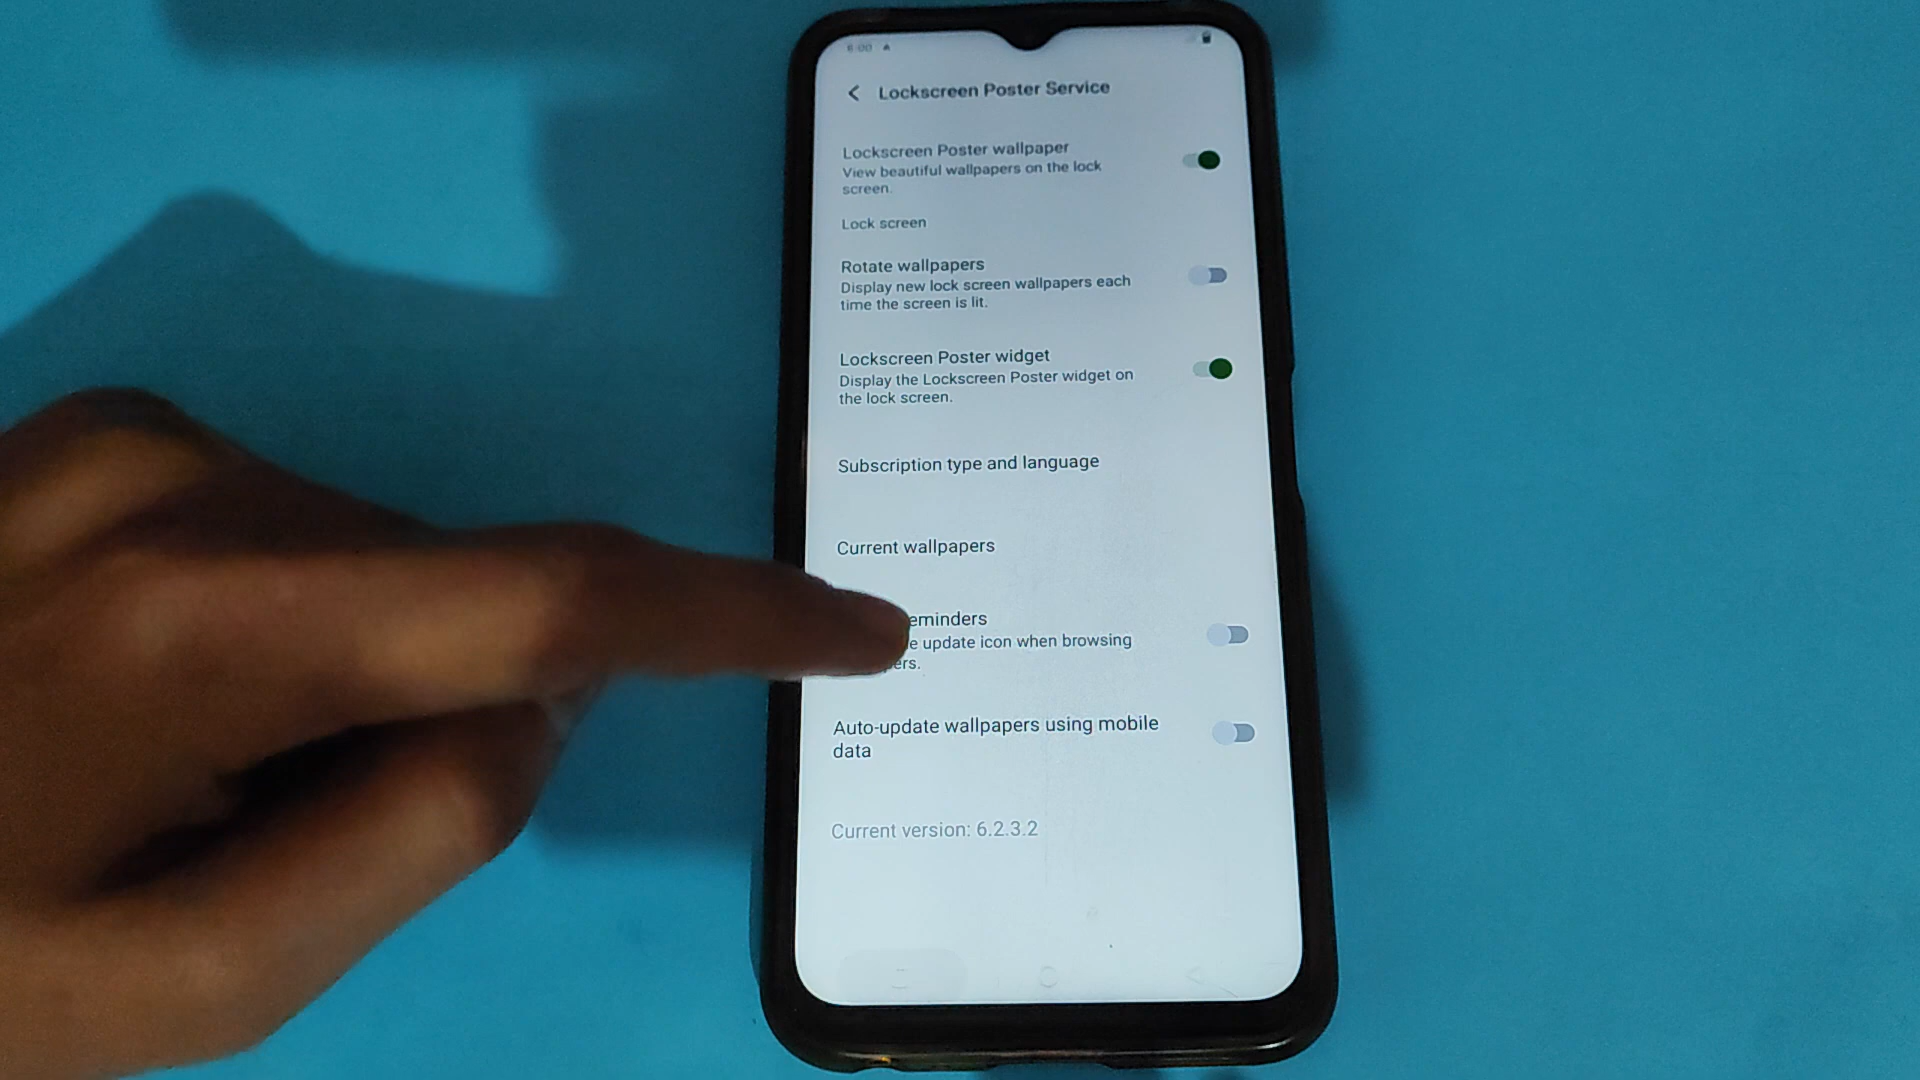 6:00
Lockscreen Poster Service
Lockscreen Poster wallpaper
View beautiful wallpapers on the lock
screen.
Lock screen
Rotate wallpapers
Display new lock screen wallpapers each
time the screen is lit.
Lockscreen Poster widget
Display the Lockscreen Poster widget on
the lock screen.
Subscription type and language
Current wallpapers
eminders
e update icon when browsing
ers.
Auto-update wallpapers using mobile
data
Current version: 6.2.3.2